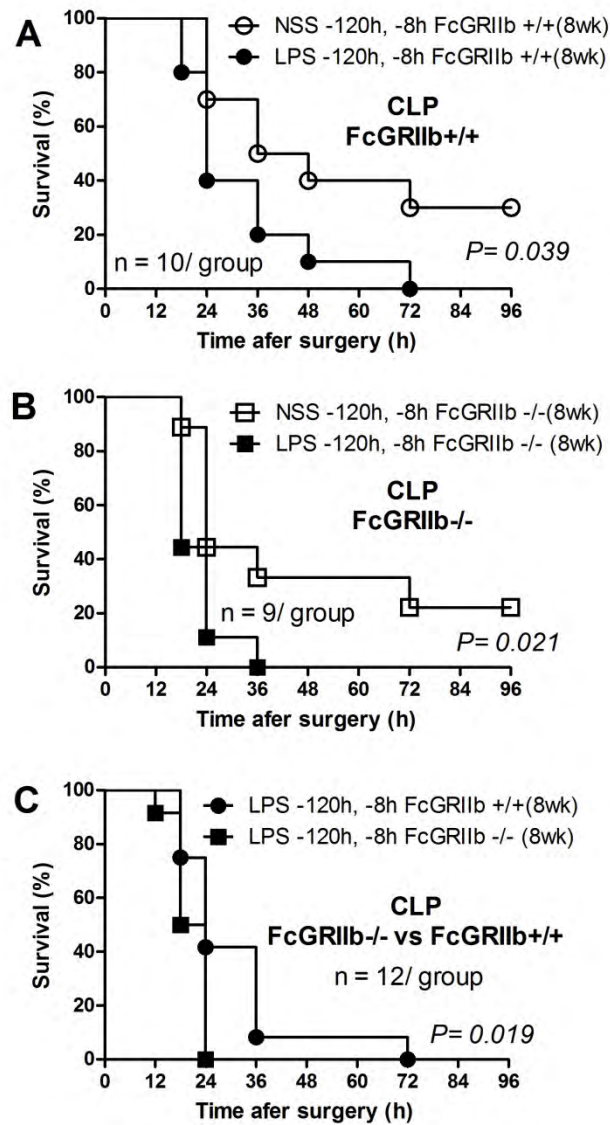 A
NSS -120h, -8h FcGRIIb +/+(8wk)
LPS -120h, -8h FcGRIIb +/+(8wk)
CLP
FcGRIIb+/+
Survival (%)
100
80
60
40
20
0
n = 10/ group
P= 0.039
0 12 24 36 48 60 72 84 96
Time afer surgery (h)
B
NSS -120h, -8h FcGRIIb -/-(8wk)
LPS -120h, -8h FcGRIIb -/- (8wk)
CLP
FcGRIIb-/-
Survival (%)
100
80
60
40
20
0
n = 9/ group
P= 0.021
0 12 24 36 48 60 72 84 96
Time afer surgery (h)
C
LPS -120h, -8h FcGRIIb +/+(8wk)
LPS -120h, -8h FcGRIIb -/- (8wk)
CLP
FcGRIIb-/- vs FcGRIIb+/+
n = 12/ group
Survival (%)
100
80
60
40
20
0
P= 0.019
0 12 24 36 48 60 72 84 96
Time afer surgery (h)